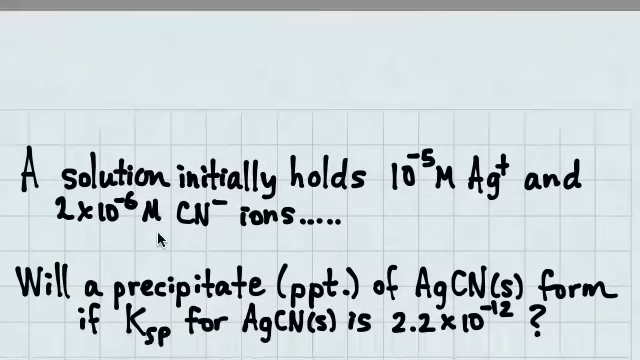 A solution initially holds 10⁻⁵M Ag⁺ and
2×10⁻⁶ M CN⁻ ions.....
Will a precipitate (ppt.) of AgCN(s) form
if Ksp for AgCN(s) is 2.2×10⁻¹² ?